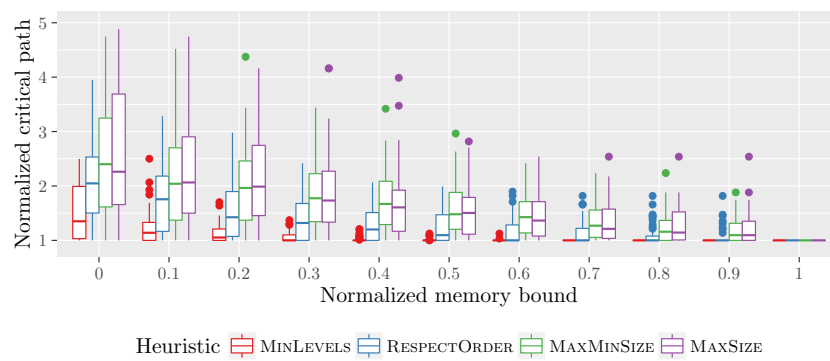 Normalized critical path
5
4
3
2
1
0 0.1 0.2 0.3 0.4 0.5 0.6 0.7 0.8 0.9 1
Normalized memory bound
Heuristic MINLEVELS RESPECTORDER MAXMINSIZE MAXSIZE